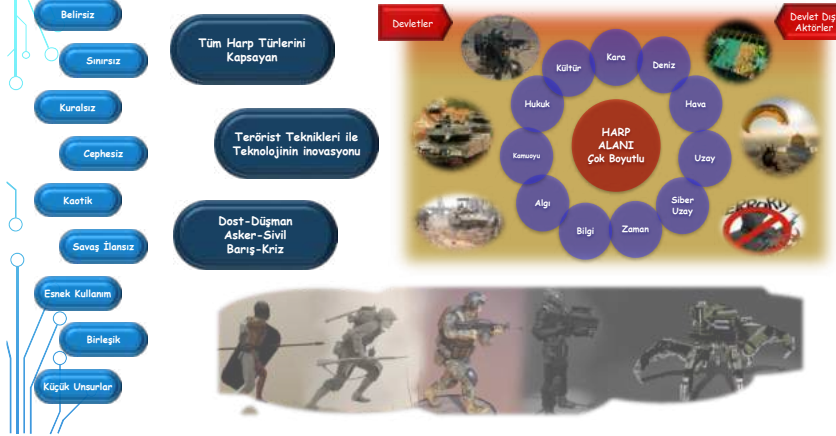 Belirsiz
Sınırsız
Kuralsız
Cephesiz
Kaotik
Savaş İlansız
Esnek Kullanım
Birleşik
Küçük Unsurlar
Tüm Harp Türlerini
Kapsayan
Terörist Teknikleri ile
Teknolojinin inovasyonu
Dost-Düşman
Asker-Sivil
Barış-Kriz
Devletler
Devlet Dış
Aktörler
Kara
Deniz
Hava
Uzay
Siber
Uzay
Zaman
Bilgi
Algı
Kamuoyu
Hukuk
Kültür
HARP
ALANI
Çok Boyutlu